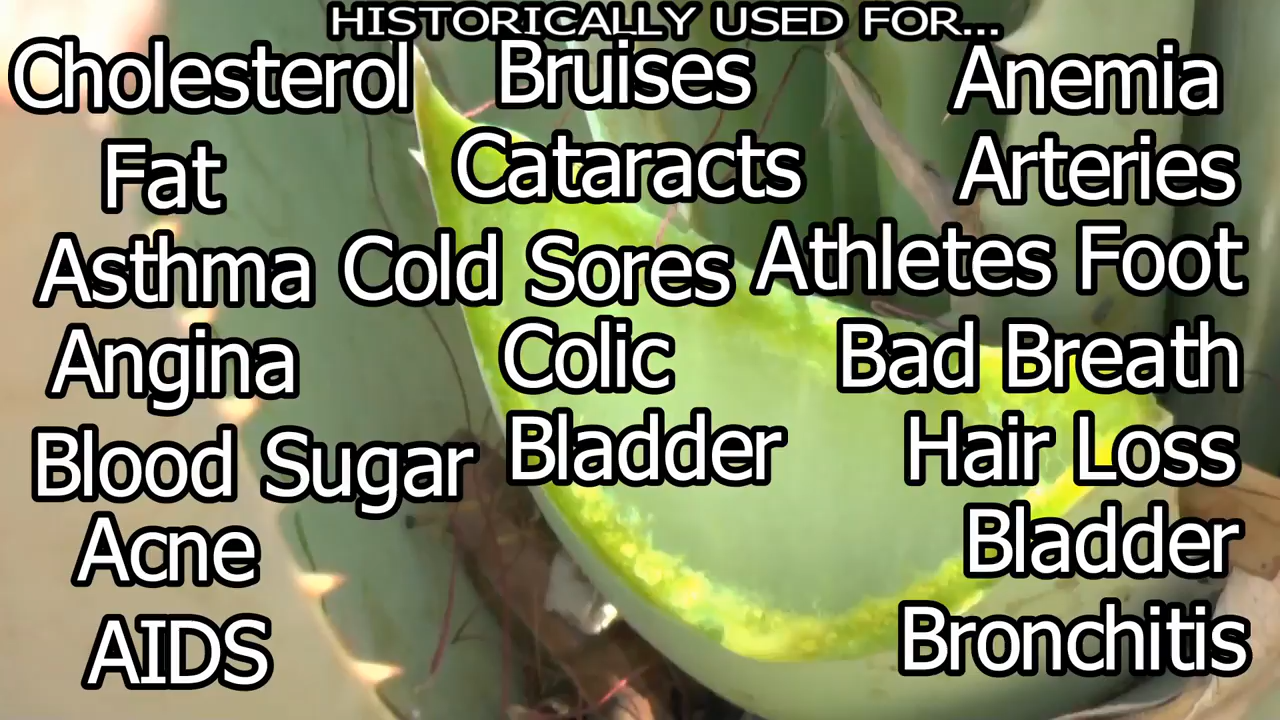 HISTORICALLY USED FOR...
Cholesterol
Fat
Asthma
Angina
Blood Sugar
Acne
AIDS
Bruises
Cataracts
Cold Sores
Colic
Bladder
Anemia
Arteries
Athletes Foot
Bad Breath
Hair Loss
Bladder
Bronchitis